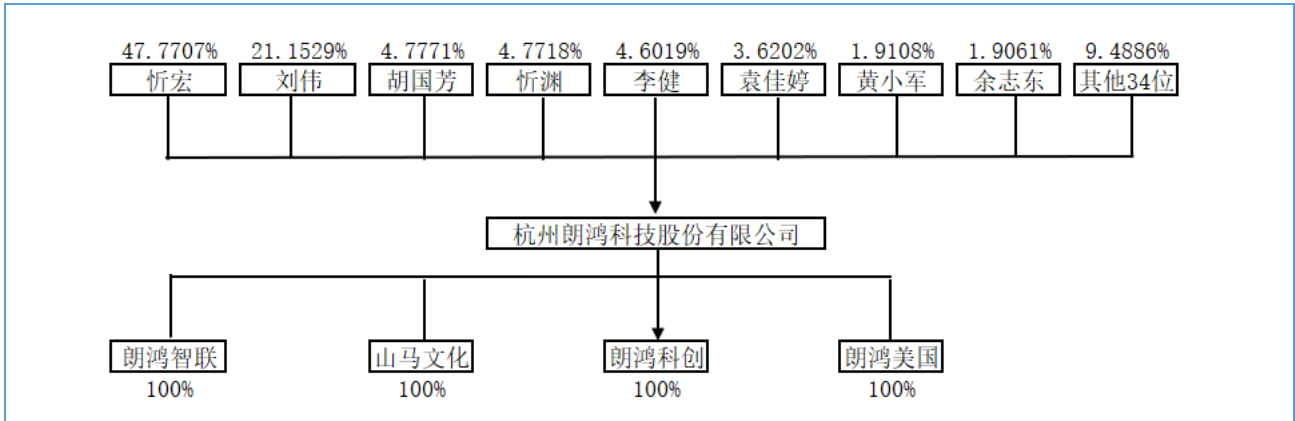 47.7707% 21.1529% 4.7771% 4.7718% 4.6019% 3.6202% 1.9108% 1.9061% 9.4886%
忻宏 刘伟 胡国芳 忻渊 李健 袁佳婷 黄小军 余志东 其他34位
杭州朗鸿科技股份有限公司
朗鸿智联 山马文化 朗鸿科创 朗鸿美国
100% 100% 100% 100%